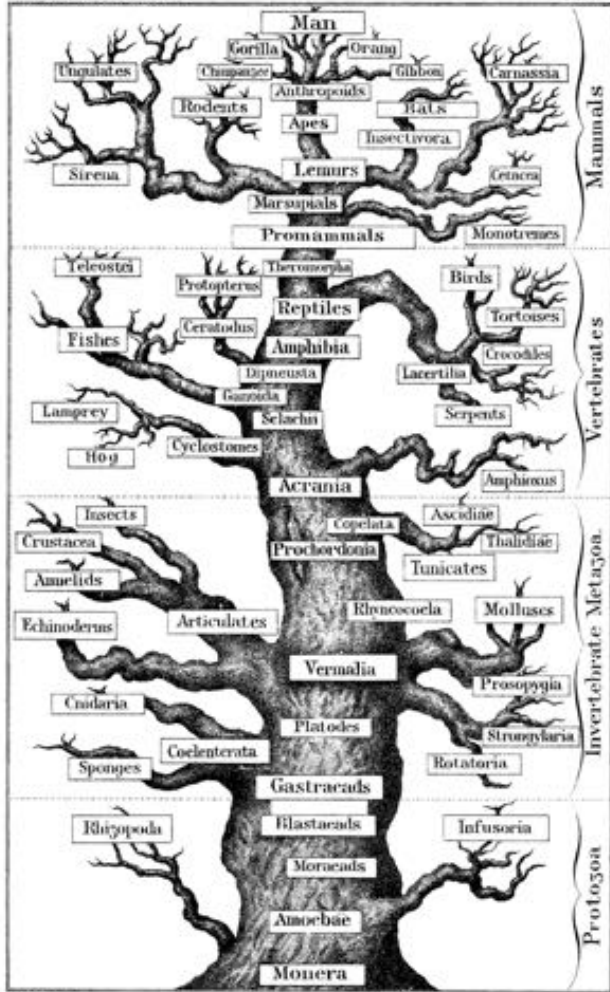 Man
Gorilla
Orang
Ungulates
Chimpanzee
Gibbon
Carnassia
Anthropoids
Rodents
Bats
Apes
Insectivora
Sirena
Lemurs
Cetacea
Marsupials
Promammals
Monotremes
Mammals
Teleostei
Theromorpha
Birds
Protopterus
Reptiles
Tortoises
Ceratodus
Fishes
Amphibia
Crocodiles
Dipneusta
Lacertilia
Ganoida
Lamprey
Selachii
Serpents
Cyclostomes
Hog
Acrania
Amphioxus
Vertebrates
Insects
Copelata
Ascidiae
Crustacea
Prochordonia
Thalidiae
Tunicates
Annelids
Articulates
Rhyncocoela
Molluscs
Echinoderms
Vermalia
Prosopygia
Cnidaria
Platodes
Strongylaria
Coelenterata
Sponges
Rotatoria
Gastraeads
Invertebrate Metazoa.
Rhizopoda
Blastaeads
Infusoria
Moraeads
Amoebae
Monera
Protozoa